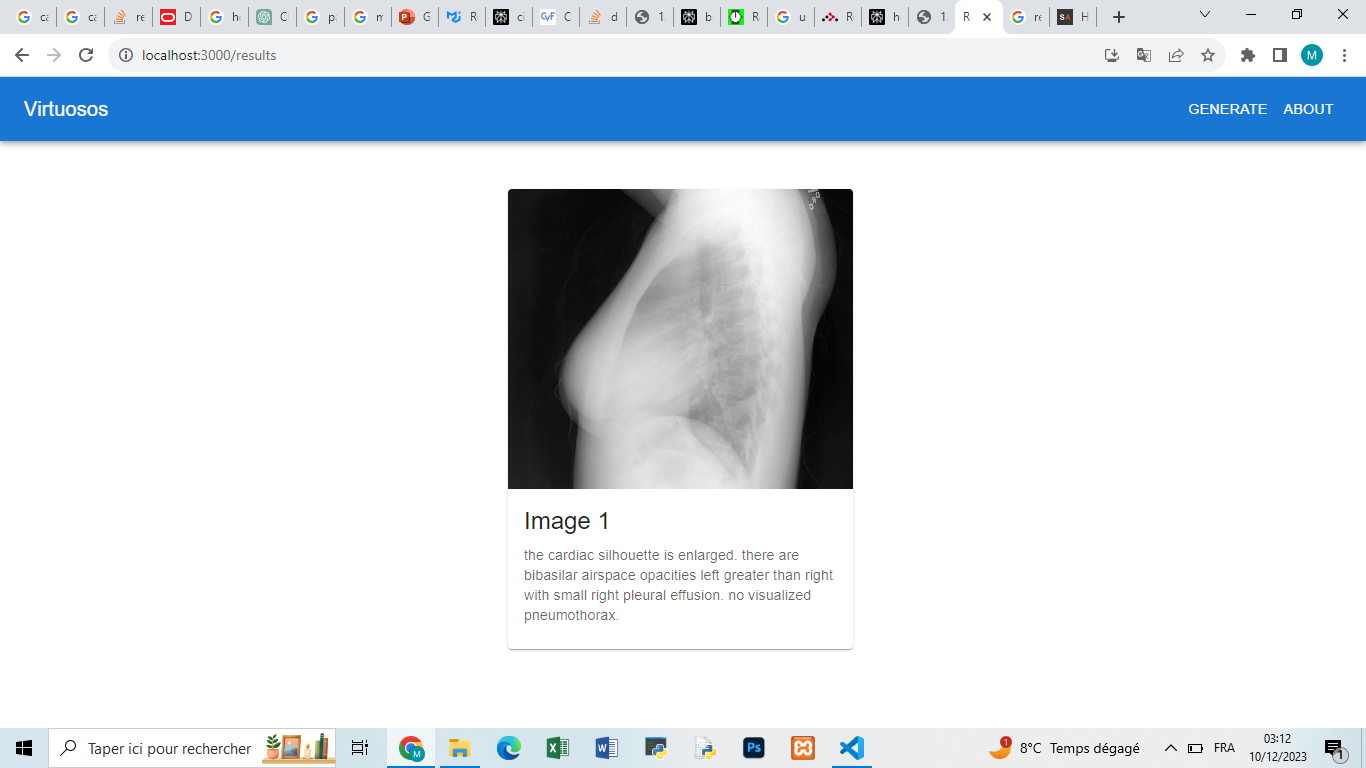 ca
ca
re
D
he
C
p
m
G
R
ci
C
d
1.
b
R
u
R
h
1.
R
re
H
localhost:3000/results
M
Virtuosos
GENERATE
ABOUT
Image 1
the cardiac silhouette is enlarged. there are
bibasilar airspace opacities left greater than right
with small right pleural effusion. no visualized
pneumothorax.
Taper ici pour rechercher
8°C Temps dégagé
FRA
03:12
10/12/2023